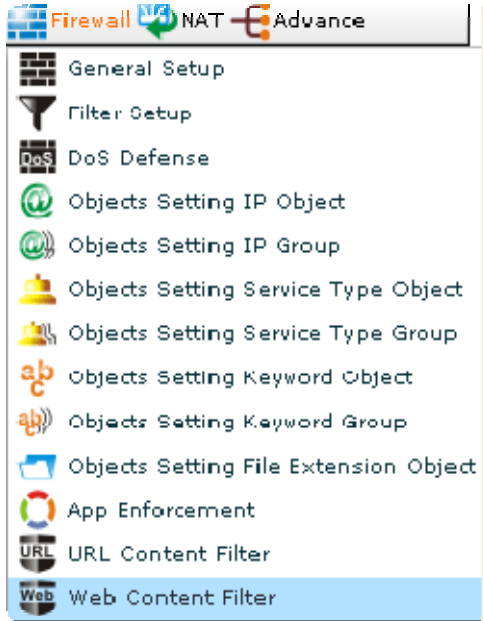 Firewall NAT Advance
General Setup
Filter Setup
DoS DoS Defense
@ Objects Setting IP Object
@ Objects Setting IP Group
Objects Setting Service Type Object
Objects Setting Service Type Group
abc Objects Setting Keyword Object
abc Objects Setting Keyword Group
Objects Setting File Extension Object
App Enforcement
URL URL Content Filter
Web Web Content Filter